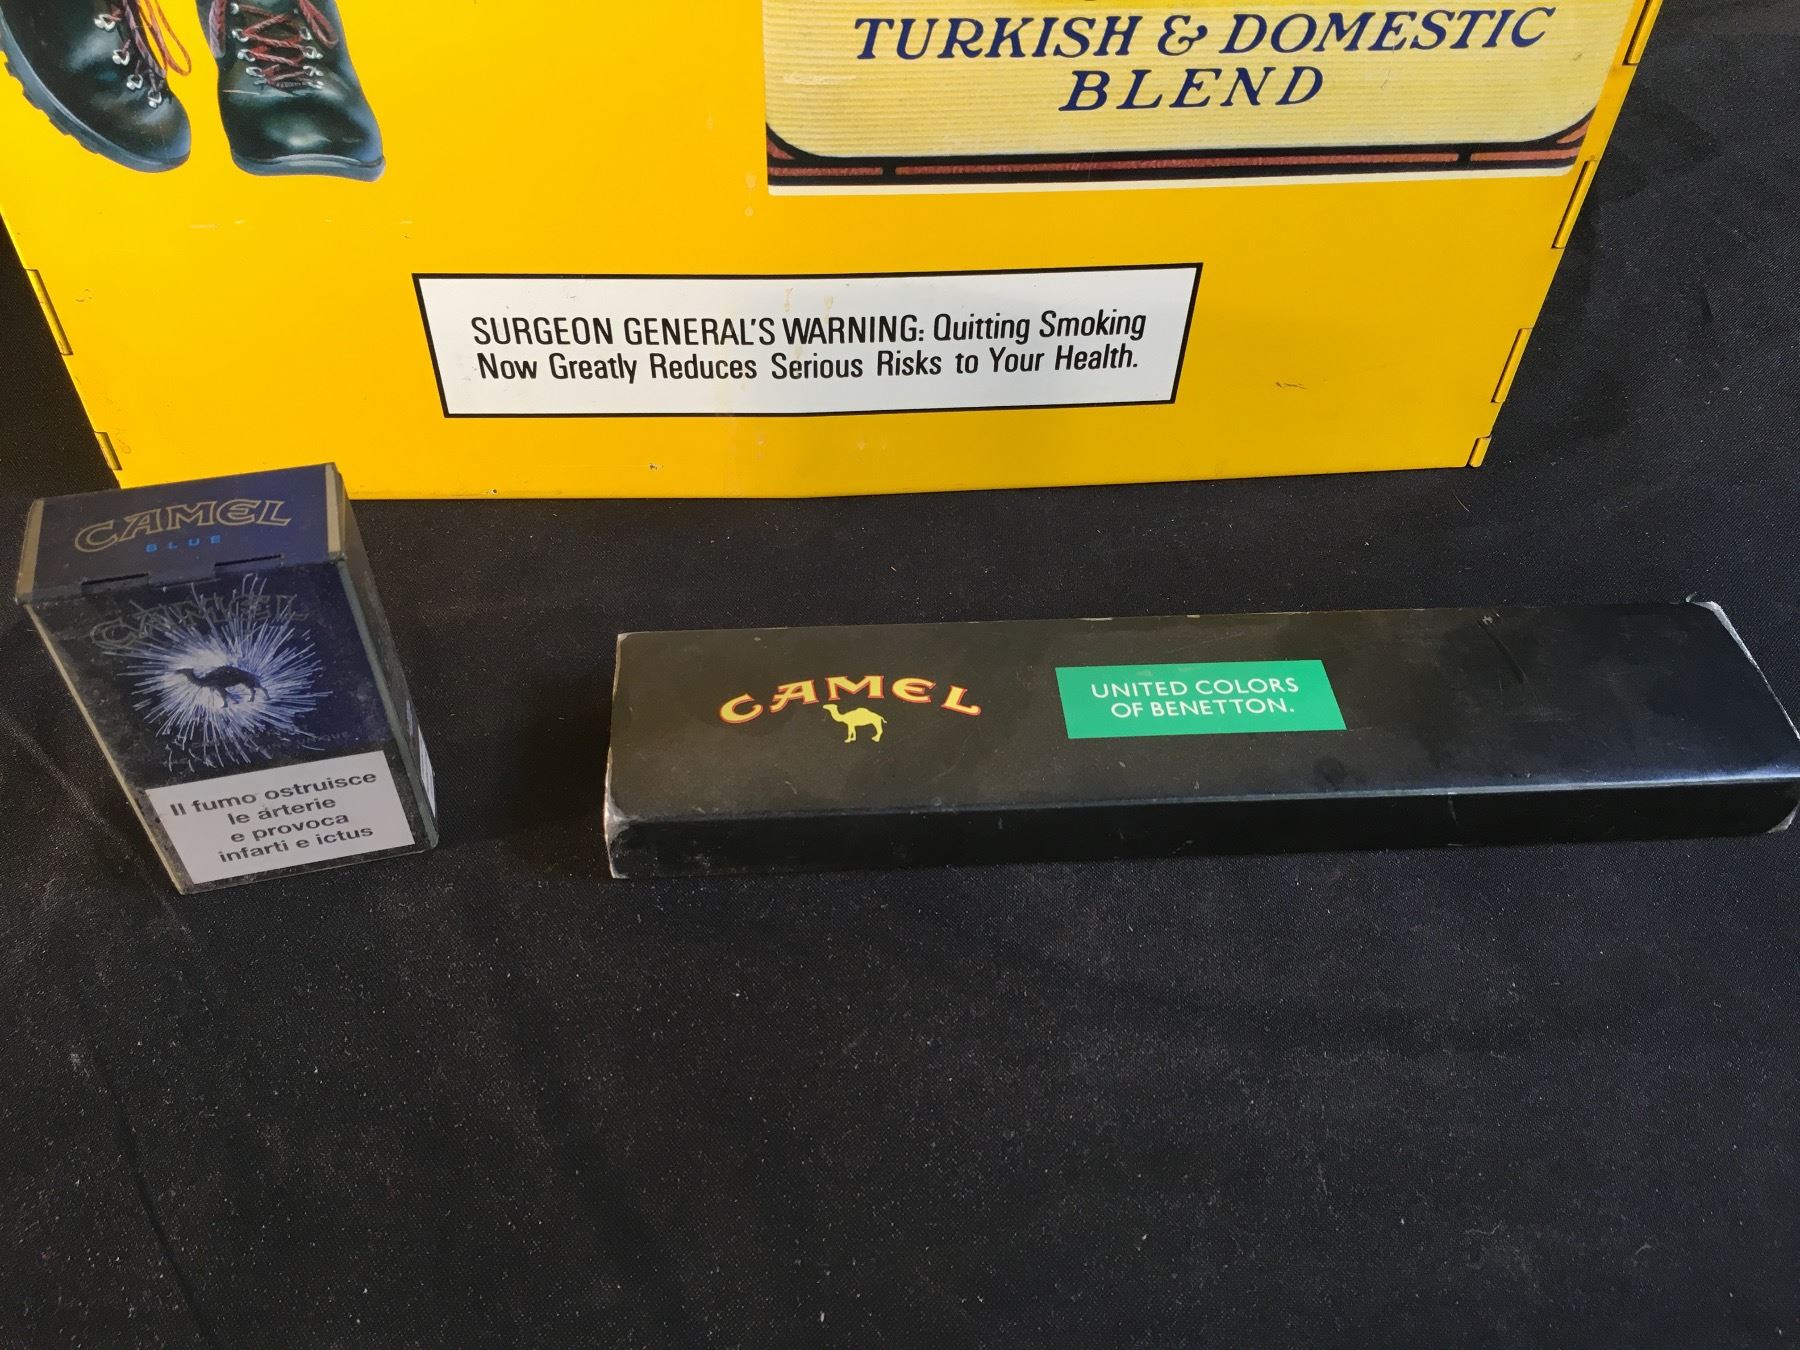 TURKISH & DOMESTIC
BLEND
SURGEON GENERAL'S WARNING: Quitting Smoking
Now Greatly Reduces Serious Risks to Your Health.
CAMEL
BLUE
CAMEL
Il fumo ostruisce
le arterie
e provoca
infarti e ictus
CAMEL
UNITED COLORS
OF BENETTON.